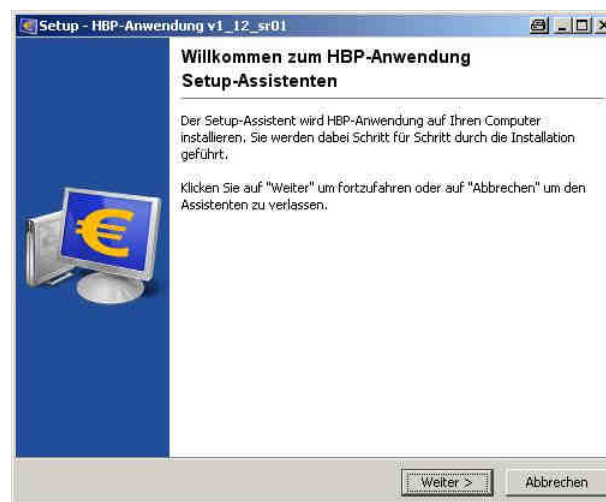 Setup - HBP-Anwendung v1_12_sr01
Willkommen zum HBP-Anwendung
Setup-Assistenten
Der Setup-Assistent wird HBP-Anwendung auf Ihren Computer
installieren. Sie werden dabei Schritt für Schritt durch die Installation
geführt.
Klicken Sie auf "Weiter" um fortzufahren oder auf "Abbrechen" um den
Assistenten zu verlassen.
€
Weiter >
Abbrechen